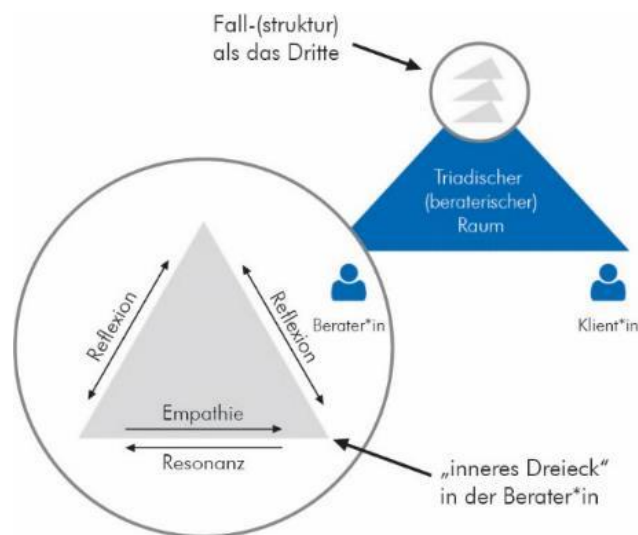 Fall-(struktur)
als das Dritte
Triadischer
(beraterischer)
Raum
Berater*in
Klient*in
Reflexion
Reflexion
Empathie
Resonanz
„inneres Dreieck“
in der Berater*in